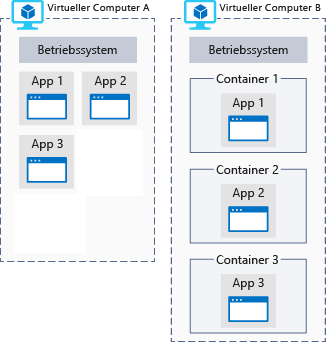 Virtueller Computer A
Betriebssystem
App 1
App 2
App 3
Virtueller Computer B
Betriebssystem
Container 1
App 1
Container 2
App 2
Container 3
App 3